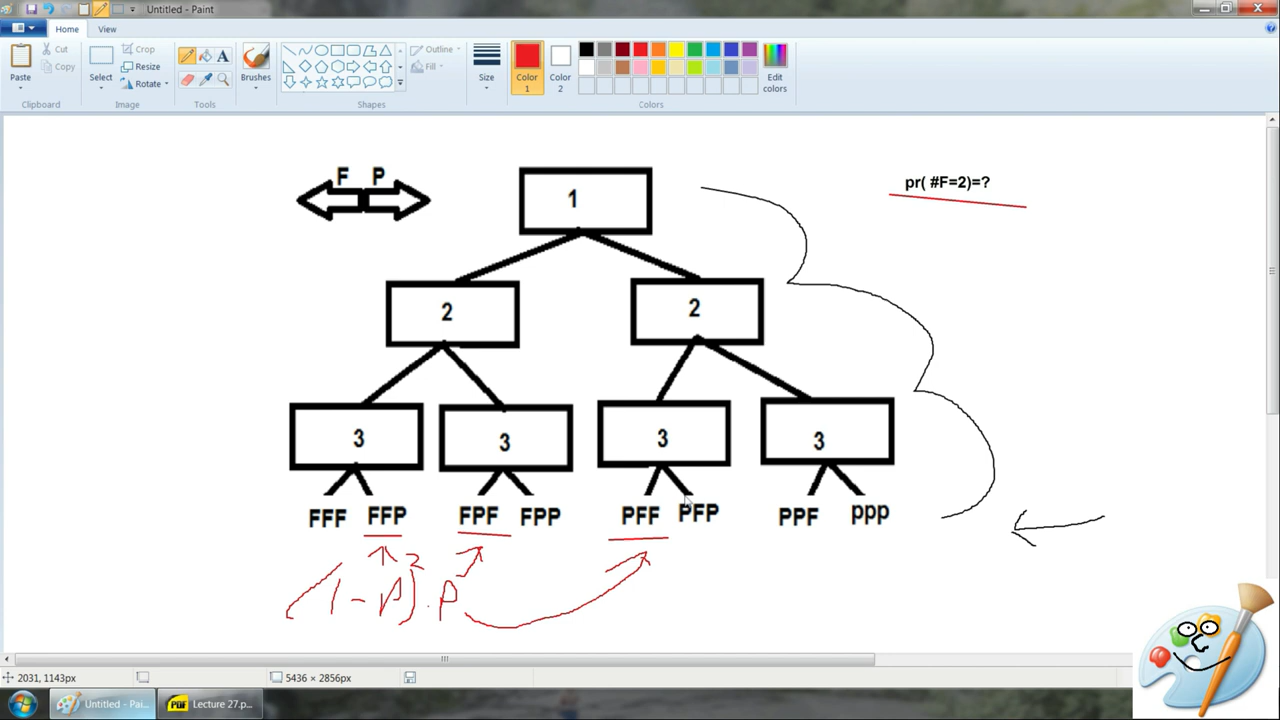 Untitled - Paint
Home View
Paste
Cut
Copy
Clipboard
Select
Crop
Resize
Rotate
Image
A
Tools
Brushes
Outline
Fill
Shapes
Size
Color 1
Color 2
Edit colors
Colors
F P
pr( #F=2)=?
1
2 2
3 3 3 3
FFF FFP FPF FPP PFF PFP PPF ppp
(1-P)².P
2031, 1143px
5436 × 2856px
Untitled - Pai...
PDF Lecture 27.p...